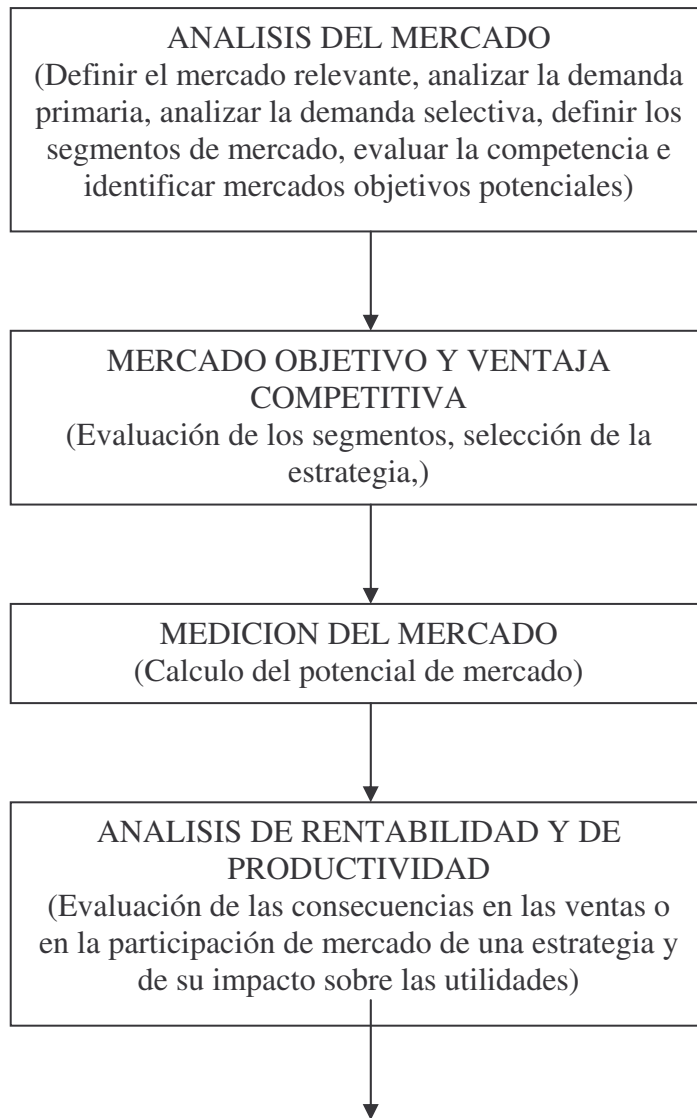 ANALISIS DEL MERCADO
(Definir el mercado relevante, analizar la demanda
primaria, analizar la demanda selectiva, definir los
segmentos de mercado, evaluar la competencia e
identificar mercados objetivos potenciales)
MERCADO OBJETIVO Y VENTAJA
COMPETITIVA
(Evaluación de los segmentos, selección de la
estrategia,)
MEDICION DEL MERCADO
(Calculo del potencial de mercado)
ANALISIS DE RENTABILIDAD Y DE
PRODUCTIVIDAD
(Evaluación de las consecuencias en las ventas o
en la participación de mercado de una estrategia y
de su impacto sobre las utilidades)